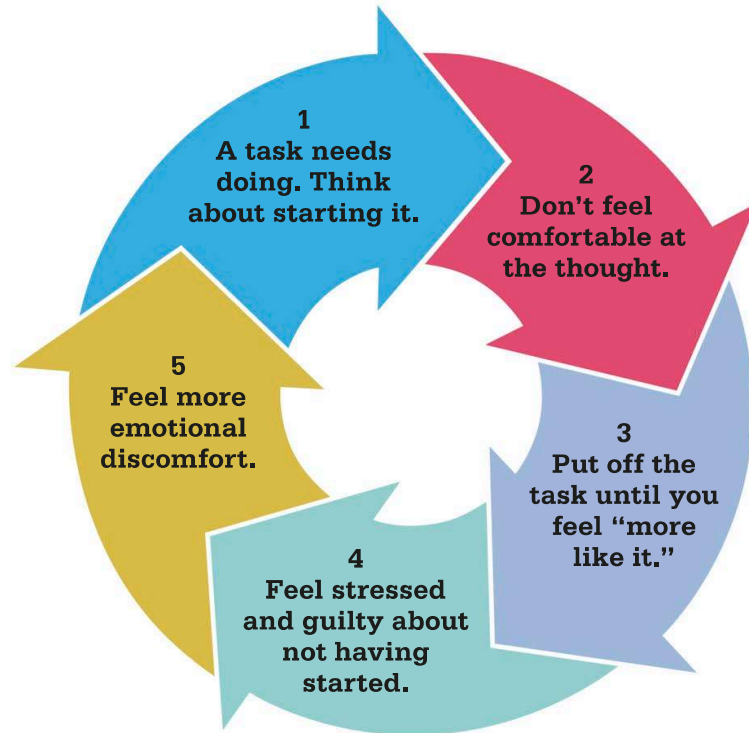 1
A task needs
doing. Think
about starting it.
2
Don’t feel
comfortable at
the thought.
3
Put off the
task until you
feel “more
like it.”
4
Feel stressed
and guilty about
not having
started.
5
Feel more
emotional
discomfort.